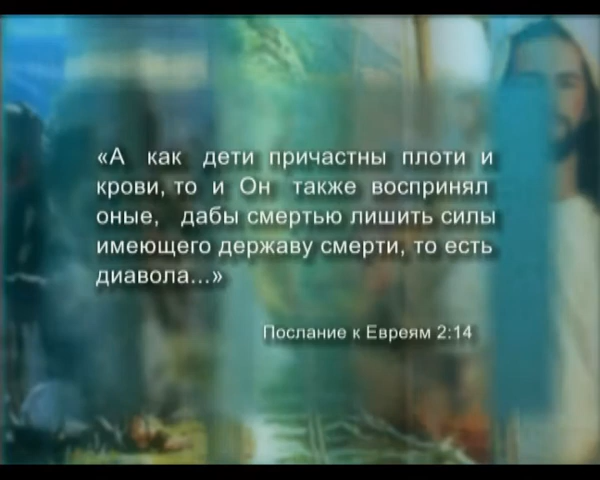 «А как дети причастны плоти и
крови, то и Он также воспринял
оные, дабы смертью лишить силы
имеющего державу смерти, то есть
диавола...»
Послание к Евреям 2:14